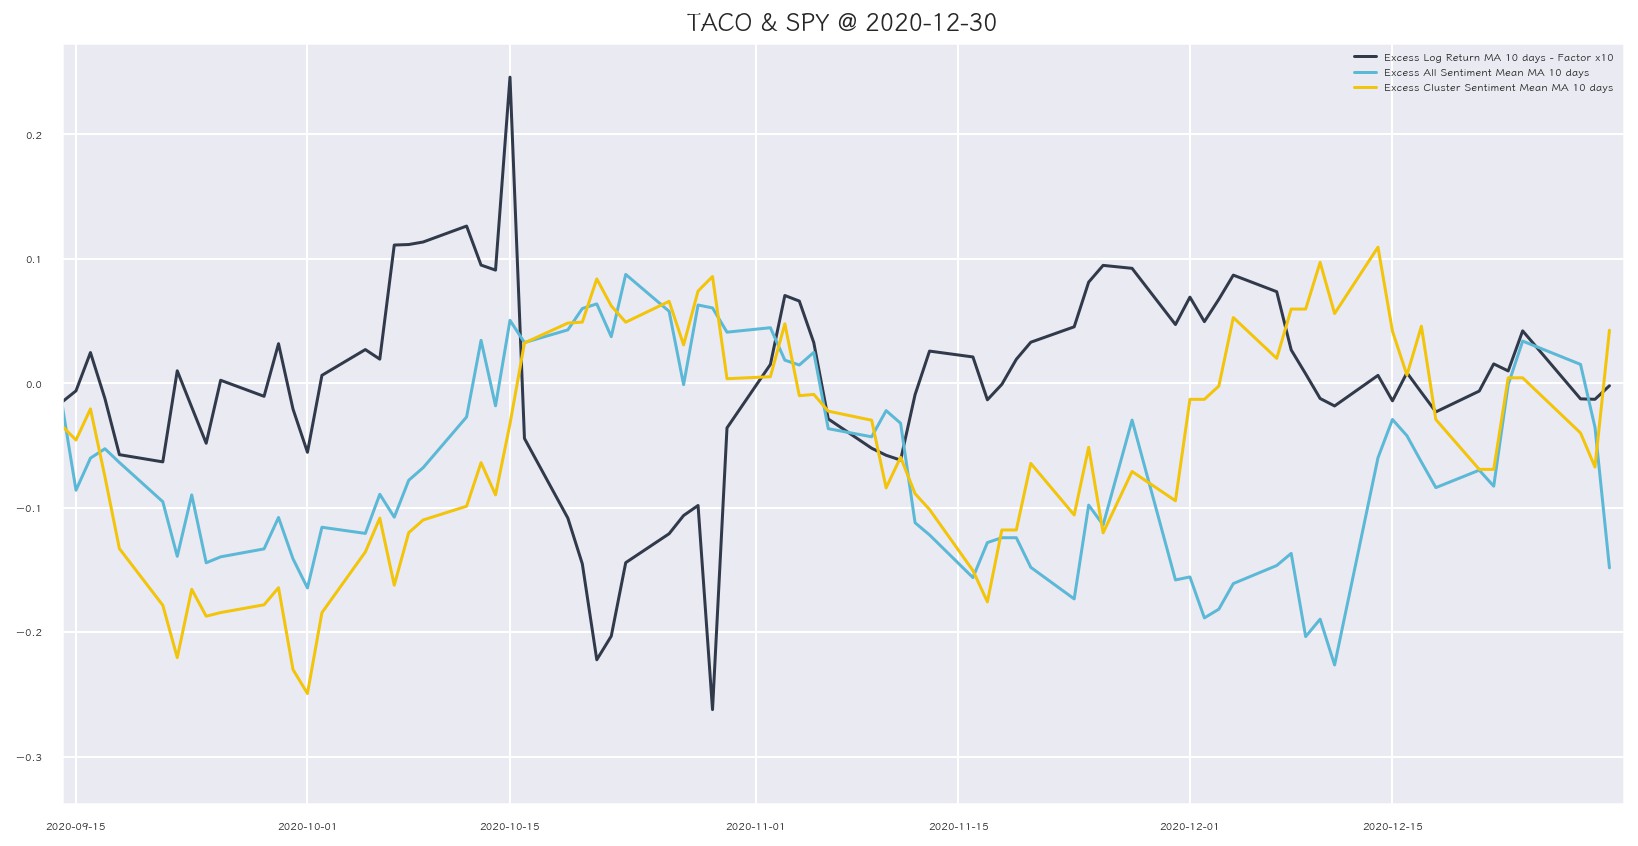 TACO & SPY @ 2020-12-30
Excess Log Return MA 10 days - Factor x10
Excess All Sentiment Mean MA 10 days
Excess Cluster Sentiment Mean MA 10 days
0.2
0.1
0.0
−0.1
−0.2
−0.3
2020-09-15 2020-10-01 2020-10-15 2020-11-01 2020-11-15 2020-12-01 2020-12-15